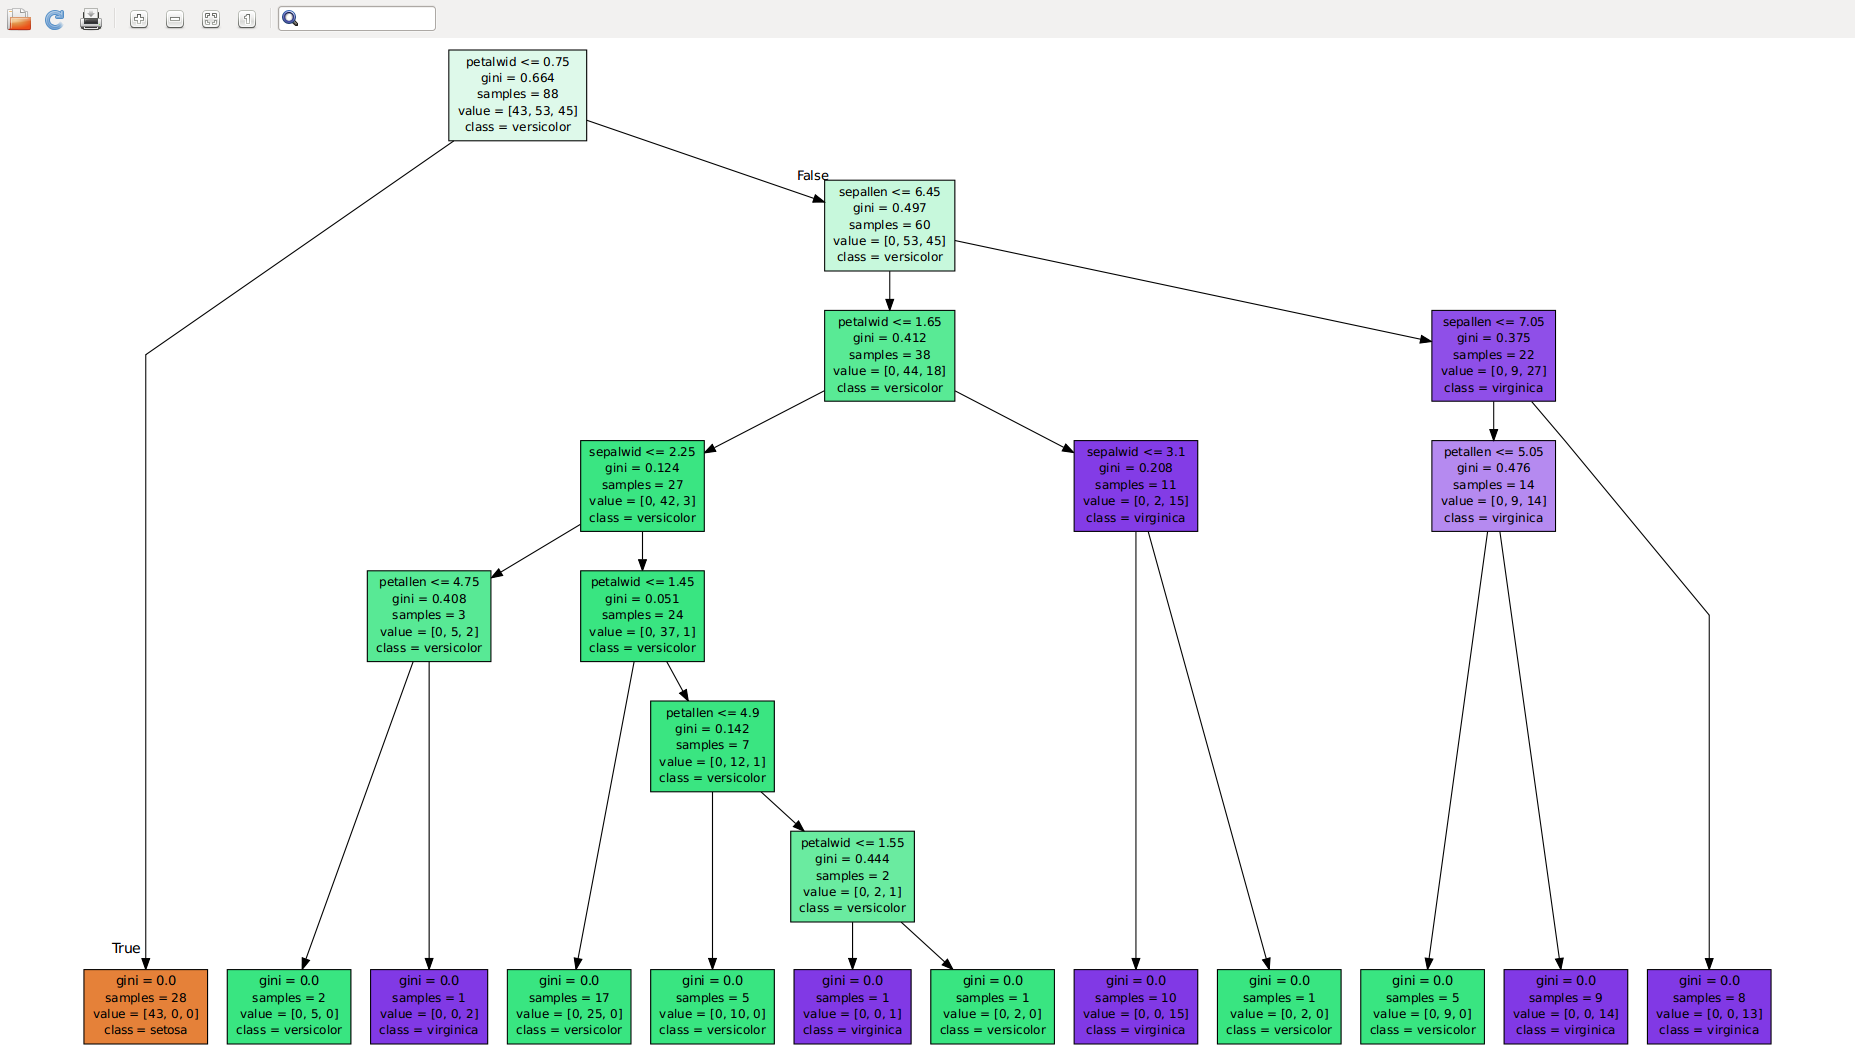 petalwid <= 0.75
gini = 0.664
samples = 88
value = [43, 53, 45]
class = versicolor
False
sepallen <= 6.45
gini = 0.497
samples = 60
value = [0, 53, 45]
class = versicolor
petalwid <= 1.65
gini = 0.412
samples = 38
value = [0, 44, 18]
class = versicolor
sepallen <= 7.05
gini = 0.375
samples = 22
value = [0, 9, 27]
class = virginica
sepalwid <= 2.25
gini = 0.124
samples = 27
value = [0, 42, 3]
class = versicolor
sepalwid <= 3.1
gini = 0.208
samples = 11
value = [0, 2, 15]
class = virginica
petallen <= 5.05
gini = 0.476
samples = 14
value = [0, 9, 14]
class = virginica
petallen <= 4.75
gini = 0.408
samples = 3
value = [0, 5, 2]
class = versicolor
petalwid <= 1.45
gini = 0.051
samples = 24
value = [0, 37, 1]
class = versicolor
petallen <= 4.9
gini = 0.142
samples = 7
value = [0, 12, 1]
class = versicolor
petalwid <= 1.55
gini = 0.444
samples = 2
value = [0, 2, 1]
class = versicolor
True
gini = 0.0
samples = 28
value = [43, 0, 0]
class = setosa
gini = 0.0
samples = 2
value = [0, 5, 0]
class = versicolor
gini = 0.0
samples = 1
value = [0, 0, 2]
class = virginica
gini = 0.0
samples = 17
value = [0, 25, 0]
class = versicolor
gini = 0.0
samples = 5
value = [0, 10, 0]
class = versicolor
gini = 0.0
samples = 1
value = [0, 0, 1]
class = virginica
gini = 0.0
samples = 1
value = [0, 2, 0]
class = versicolor
gini = 0.0
samples = 10
value = [0, 0, 15]
class = virginica
gini = 0.0
samples = 1
value = [0, 2, 0]
class = versicolor
gini = 0.0
samples = 5
value = [0, 9, 0]
class = versicolor
gini = 0.0
samples = 9
value = [0, 0, 14]
class = virginica
gini = 0.0
samples = 8
value = [0, 0, 13]
class = virginica